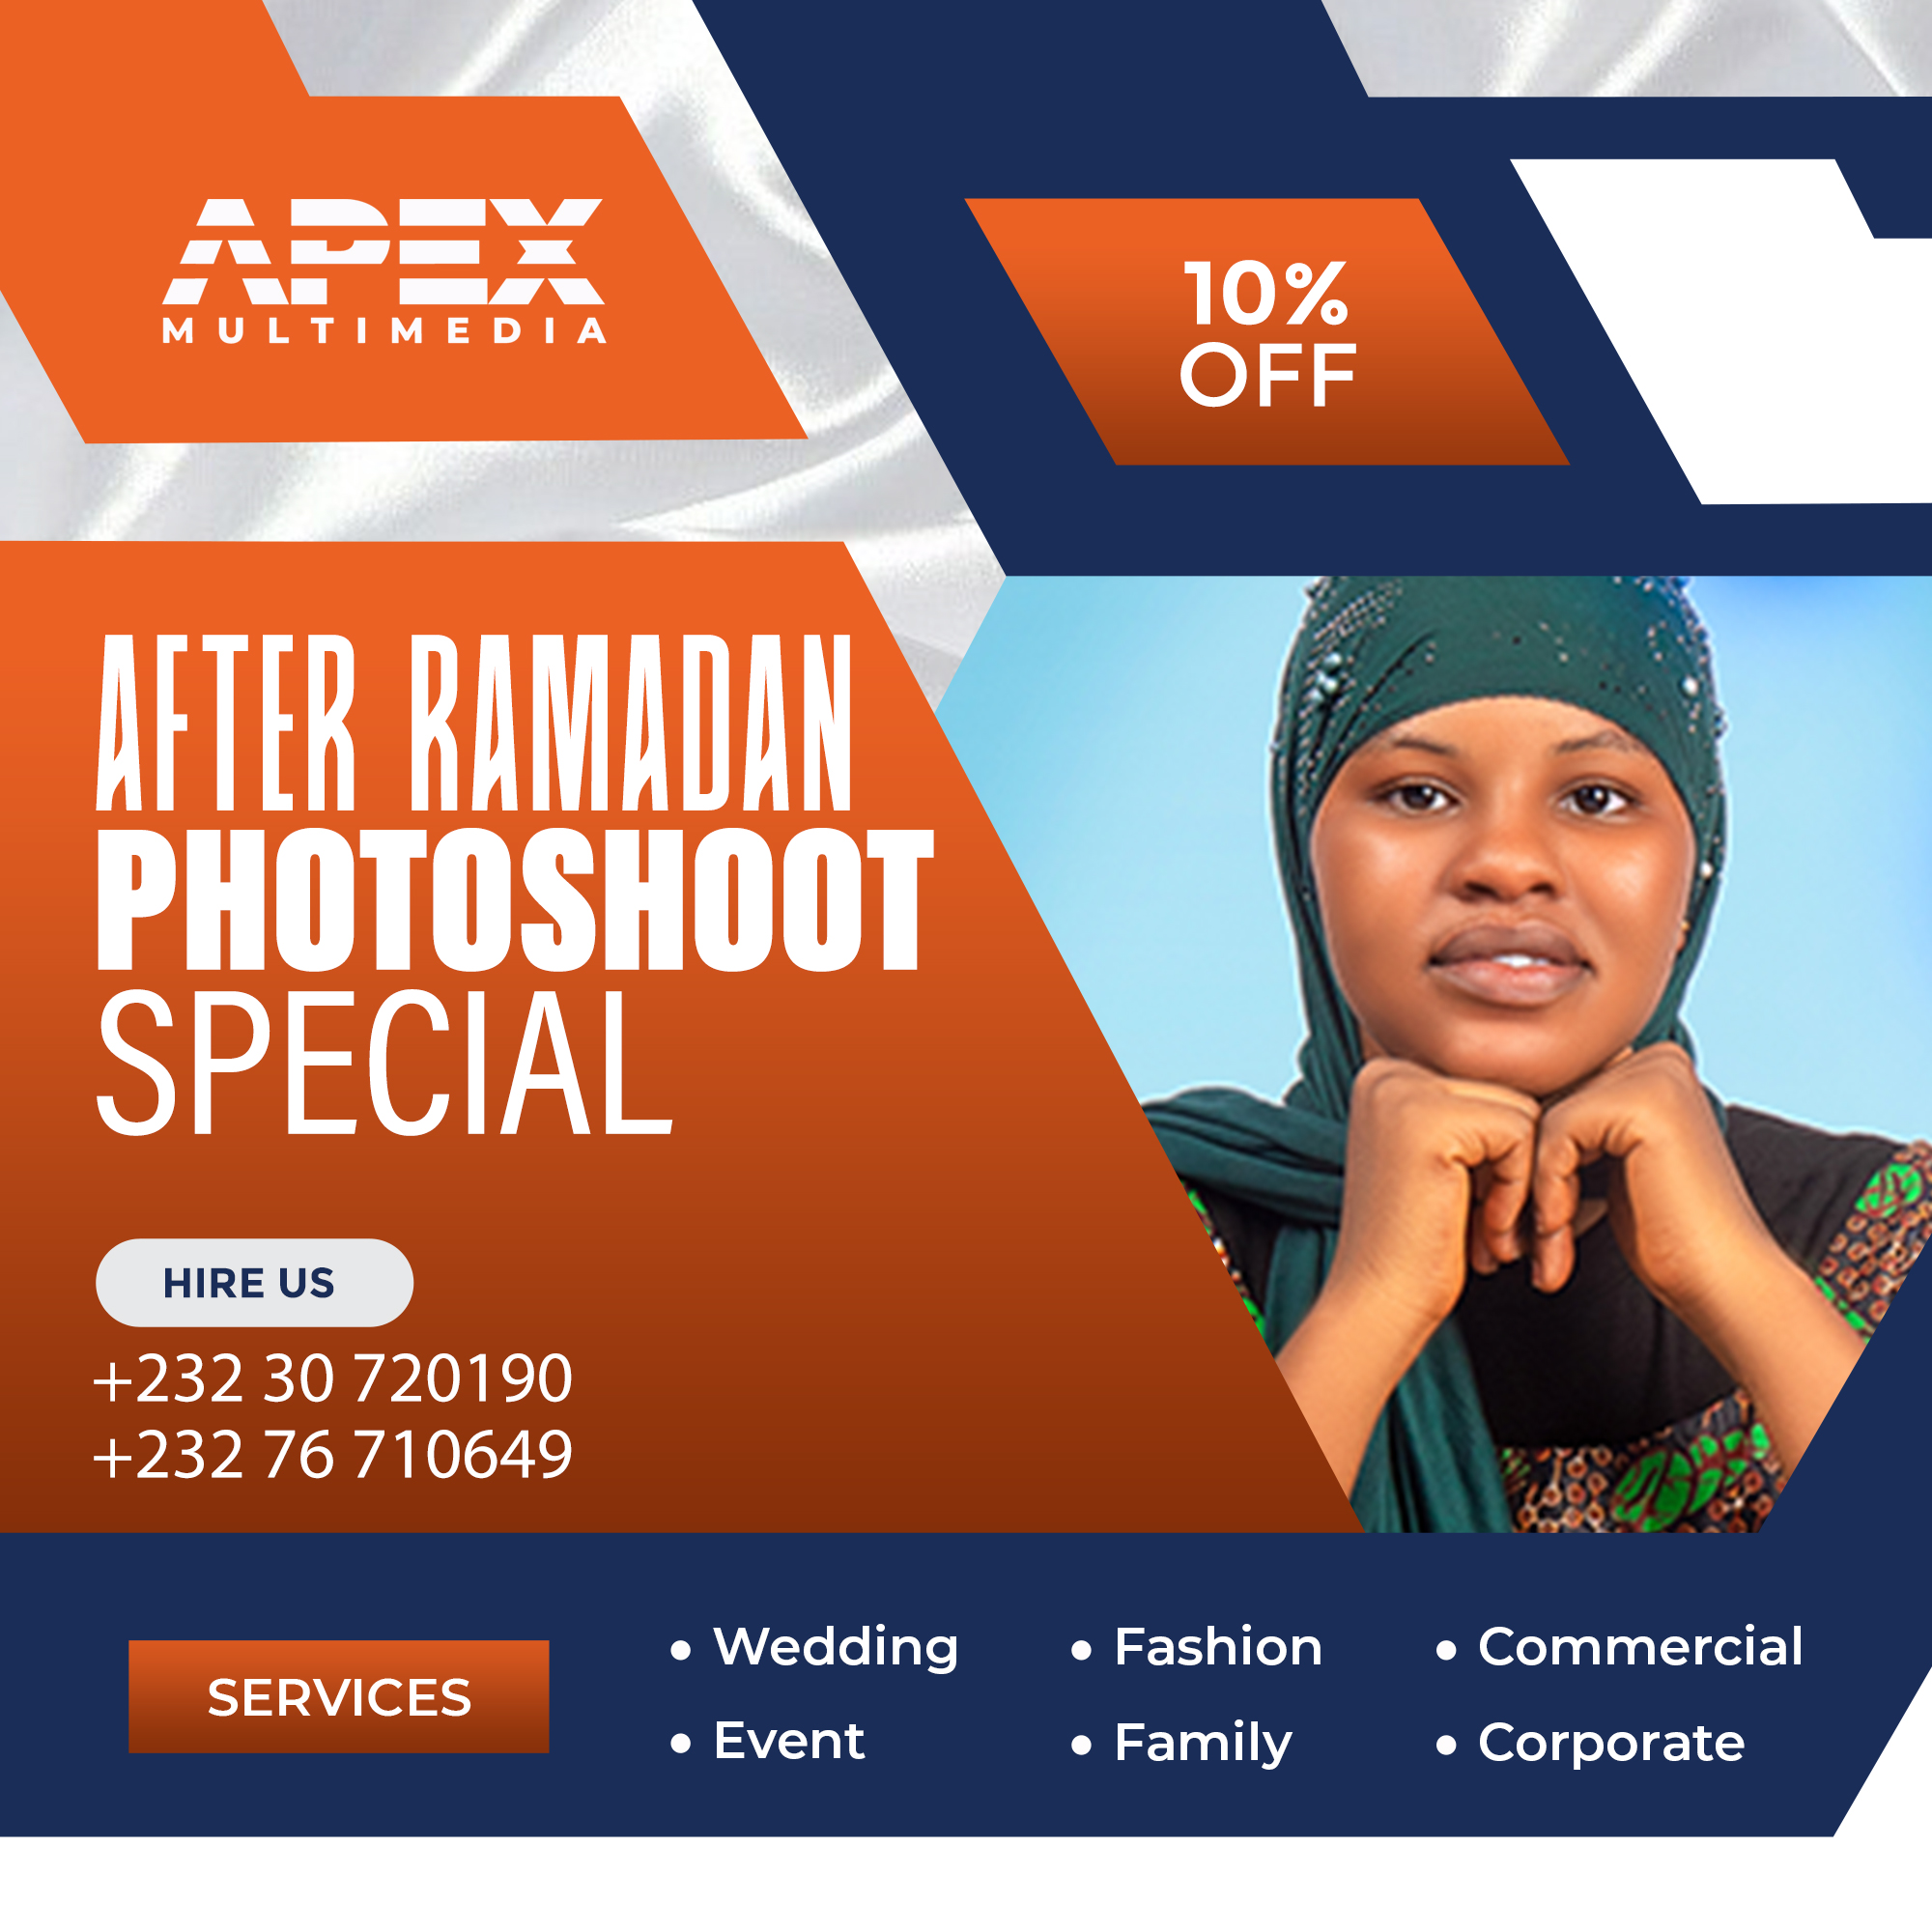 APEX
MULTIMEDIA
10%
OFF
AFTER RAMADAN
PHOTOSHOOT
SPECIAL
HIRE US
+232 30 720190
+232 76 710649
SERVICES
• Wedding
• Fashion
• Commercial
• Event
• Family
• Corporate